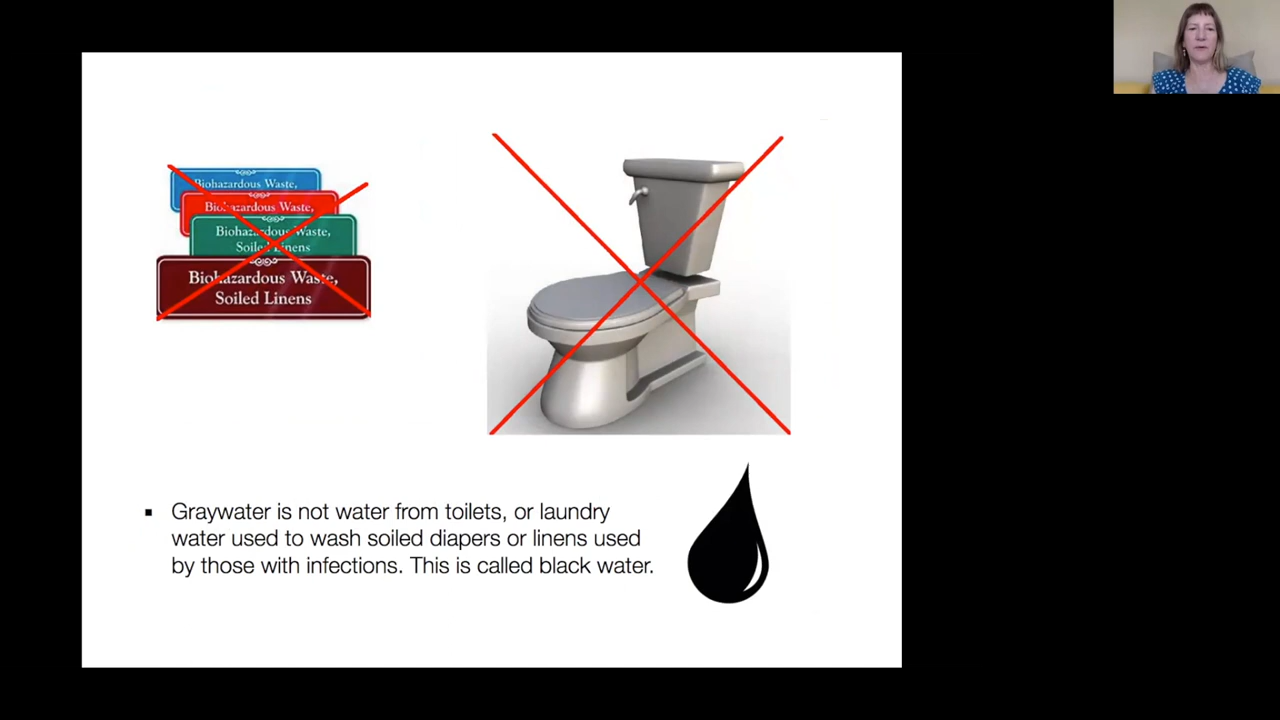 Biohazardous Waste,
Biohazardous Waste,
Biohazardous Waste,
Soiled Linens
Biohazardous Waste,
Soiled Linens
▪ Graywater is not water from toilets, or laundry
water used to wash soiled diapers or linens used
by those with infections. This is called black water.